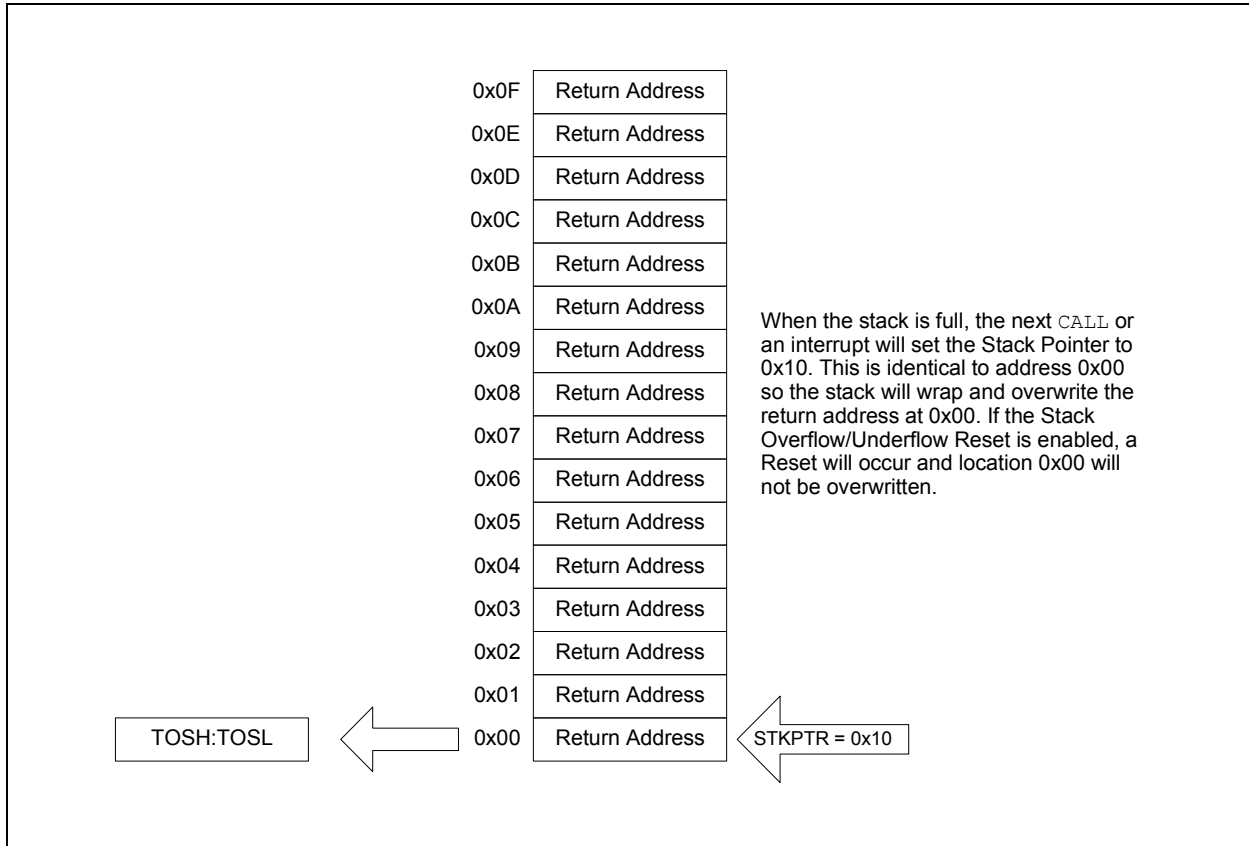 0x0F Return Address
0x0E Return Address
0x0D Return Address
0x0C Return Address
0x0B Return Address
0x0A Return Address
0x09 Return Address
0x08 Return Address
0x07 Return Address
0x06 Return Address
0x05 Return Address
0x04 Return Address
0x03 Return Address
0x02 Return Address
0x01 Return Address
TOSH:TOSL 0x00 Return Address STKPTR = 0x10
When the stack is full, the next CALL or
an interrupt will set the Stack Pointer to
0x10. This is identical to address 0x00
so the stack will wrap and overwrite the
return address at 0x00. If the Stack
Overflow/Underflow Reset is enabled, a
Reset will occur and location 0x00 will
not be overwritten.